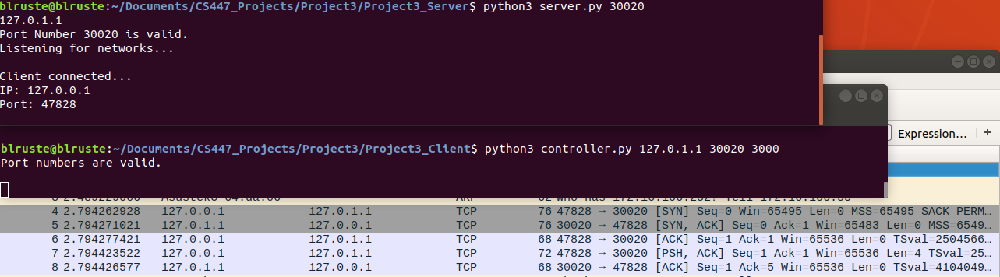 blruste@blruste:~/Documents/CS447_Projects/Project3/Project3_Server$ python3 server.py 30020
127.0.1.1
Port Number 30020 is valid.
Listening for networks...
Client connected...
IP: 127.0.0.1
Port: 47828
blruste@blruste:~/Documents/CS447_Projects/Project3/Project3_Client$ python3 controller.py 127.0.1.1 30020 3000
Port numbers are valid.
Expression… +
4 2.794262928 127.0.0.1 127.0.1.1 TCP 76 47828 → 30020 [SYN] Seq=0 Win=65495 Len=0 MSS=65495 SACK_PERM…
5 2.794271021 127.0.1.1 127.0.0.1 TCP 76 30020 → 47828 [SYN, ACK] Seq=0 Ack=1 Win=65483 Len=0 MSS=6549…
6 2.794277421 127.0.0.1 127.0.1.1 TCP 68 47828 → 30020 [ACK] Seq=1 Ack=1 Win=65536 Len=0 TSval=2504566…
7 2.794423522 127.0.0.1 127.0.1.1 TCP 72 47828 → 30020 [PSH, ACK] Seq=1 Ack=1 Win=65536 Len=4 TSval=25…
8 2.794426577 127.0.1.1 127.0.0.1 TCP 68 30020 → 47828 [ACK] Seq=1 Ack=5 Win=65536 Len=0 TSval=4104049…